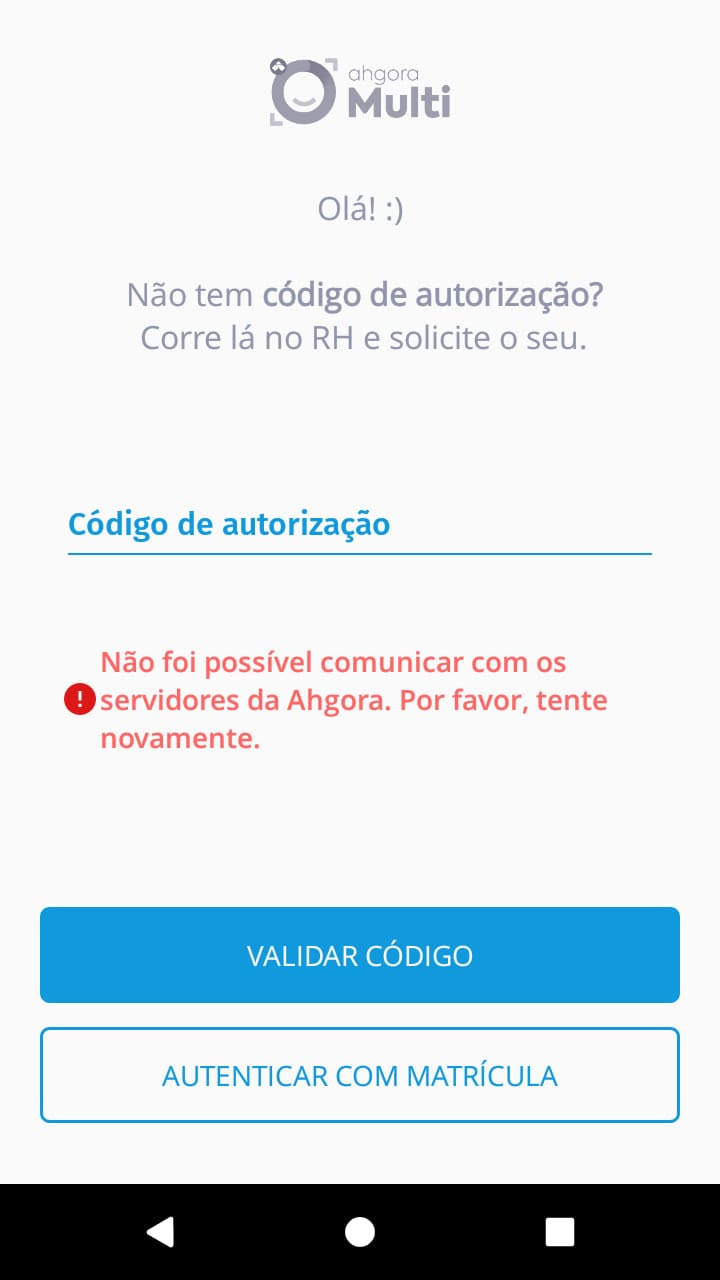 ahgora
Multi
Olá! :)
Não tem código de autorização?
Corre lá no RH e solicite o seu.
Código de autorização
Não foi possível comunicar com os
servidores da Ahgora. Por favor, tente
novamente.
VALIDAR CÓDIGO
AUTENTICAR COM MATRÍCULA